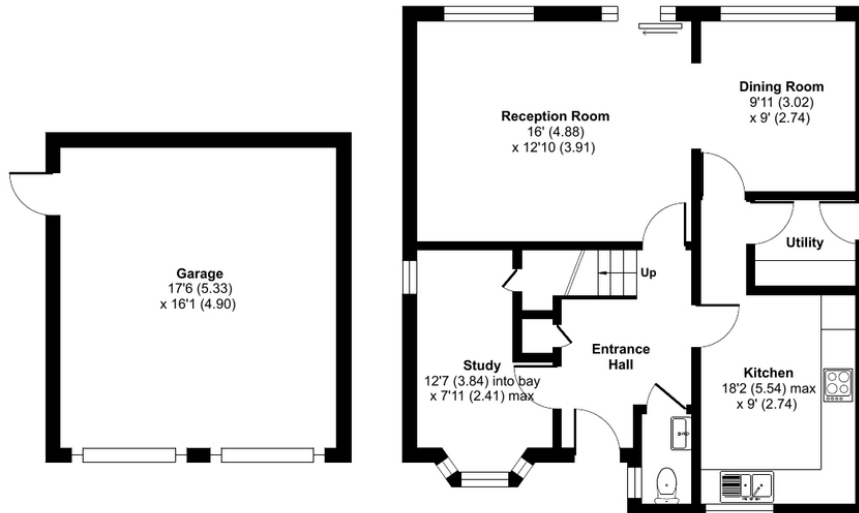 Reception Room
16' (4.88)
x 12'10 (3.91)
Dining Room
9'11 (3.02)
x 9' (2.74)
Utility
Garage
17'6 (5.33)
x 16'1 (4.90)
Up
Entrance
Hall
Study
12'7 (3.84) into bay
x 7'11 (2.41) max
Kitchen
18'2 (5.54) max
x 9' (2.74)